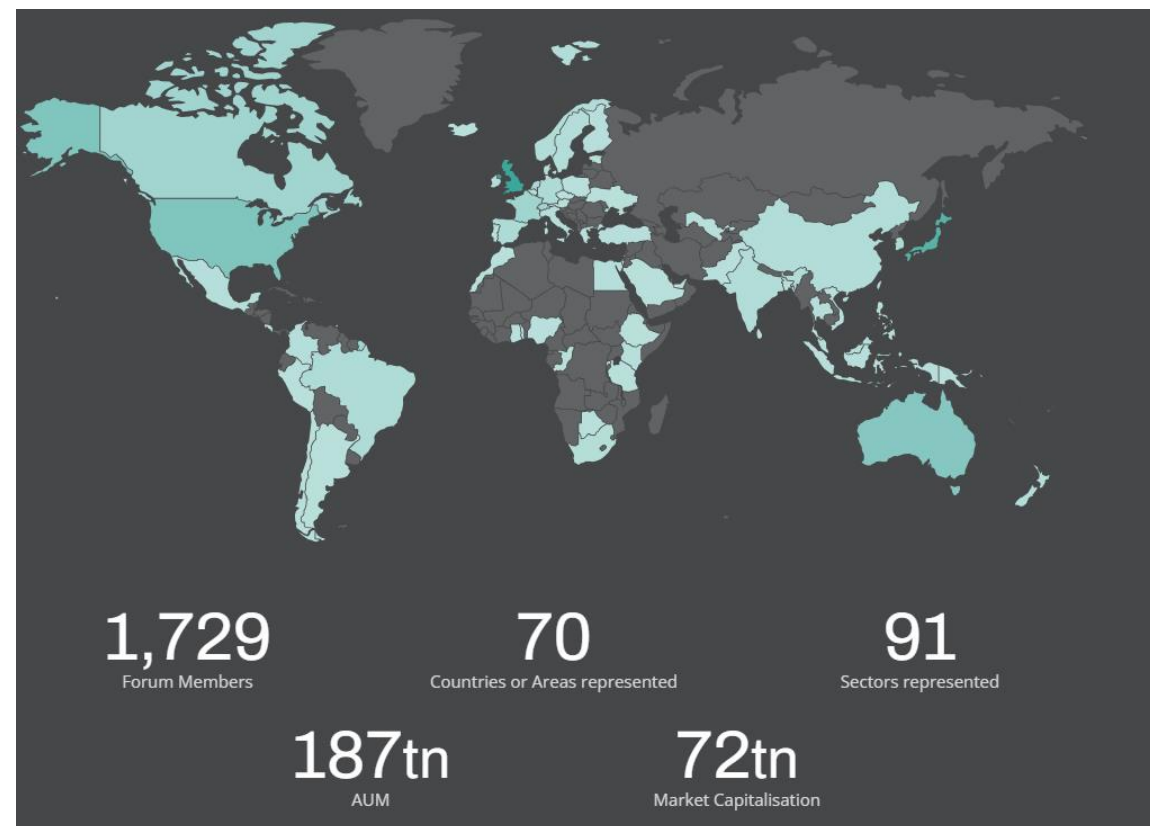 1,729
Forum Members
70
Countries or Areas represented
91
Sectors represented
187tn
AUM
72tn
Market Capitalisation